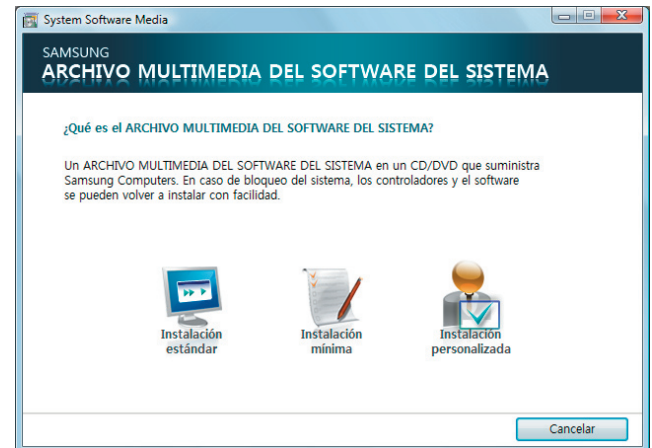 System Software Media
SAMSUNG
ARCHIVO MULTIMEDIA DEL SOFTWARE DEL SISTEMA
¿Qué es el ARCHIVO MULTIMEDIA DEL SOFTWARE DEL SISTEMA?
Un ARCHIVO MULTIMEDIA DEL SOFTWARE DEL SISTEMA en un CD/DVD que suministra
Samsung Computers. En caso de bloqueo del sistema, los controladores y el software
se pueden volver a instalar con facilidad.
Instalación
estándar
Instalación
mínima
Instalación
personalizada
Cancelar